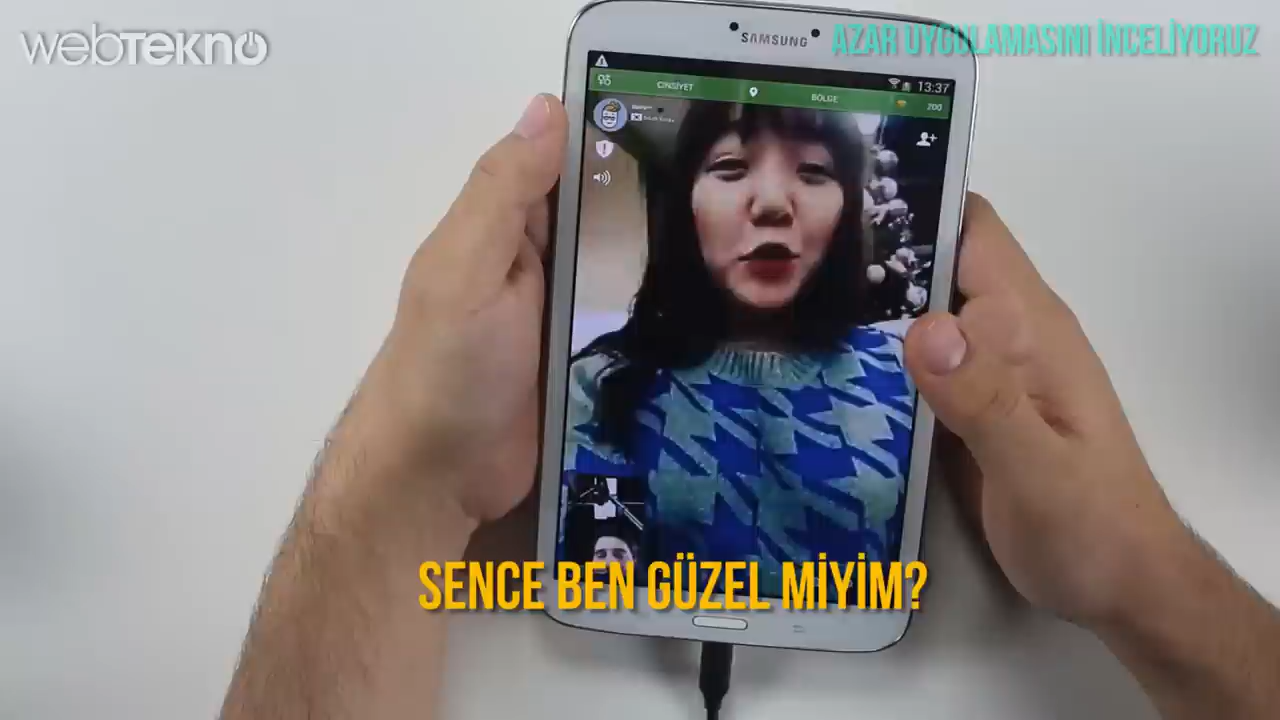 webtekno
AZAR UYGULAMASINI İNCELİYORUZ
SAMSUNG
13:37
CİNSİYET
BÖLGE
200
SENCE BEN GÜZEL MİYİM?